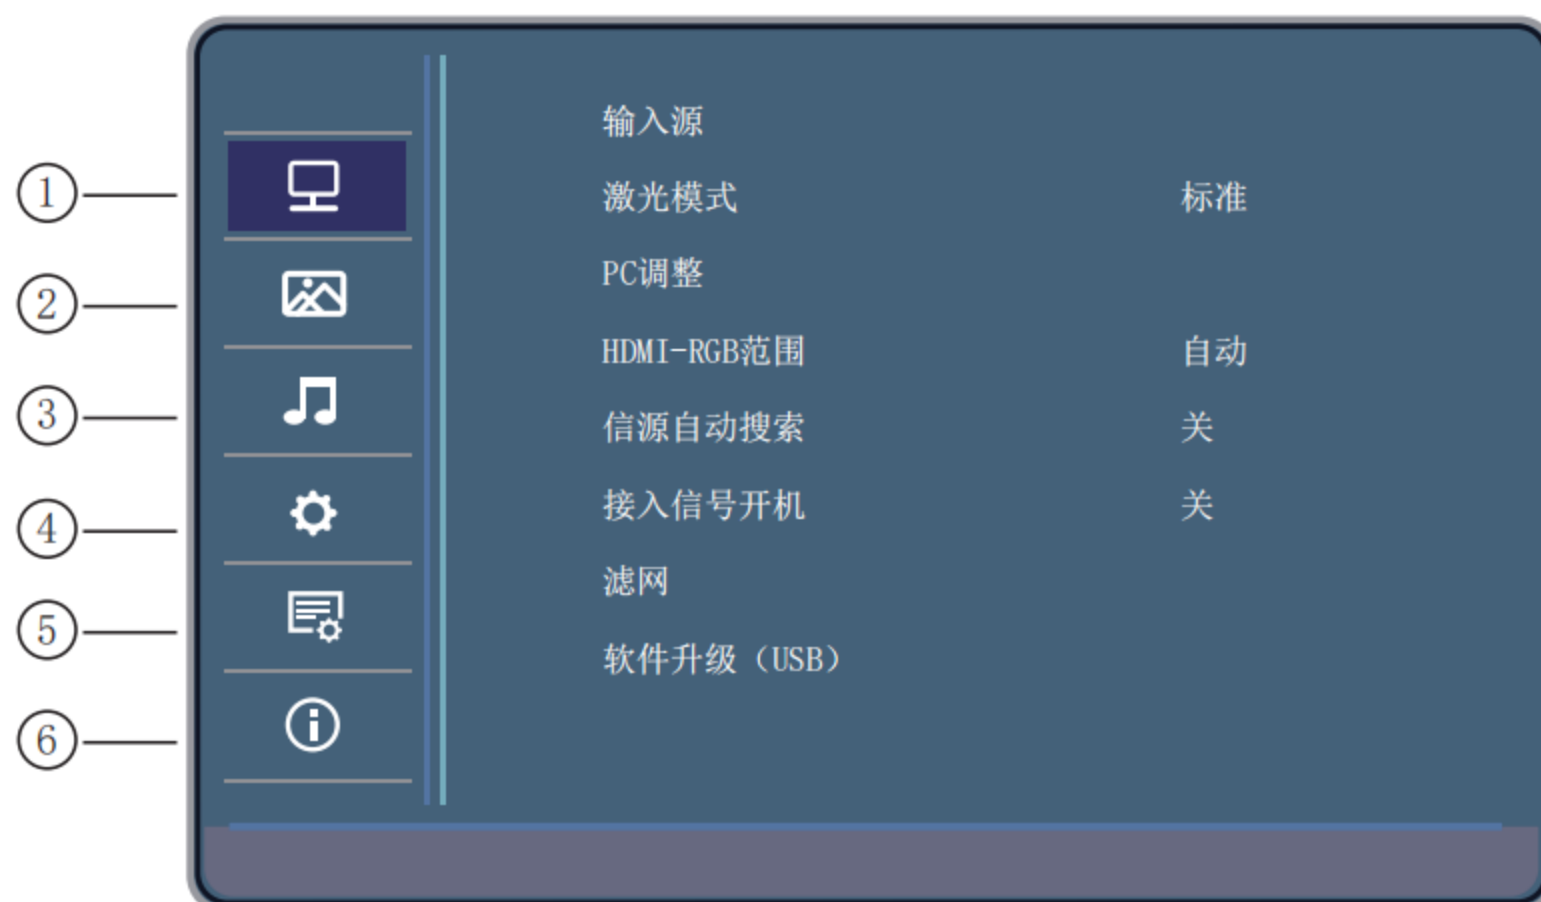 输入源
① 激光模式 标准
PC调整
② HDMI-RGB范围 自动
③ 信源自动搜索 关
④ 接入信号开机 关
滤网
⑤ 软件升级（USB）
⑥